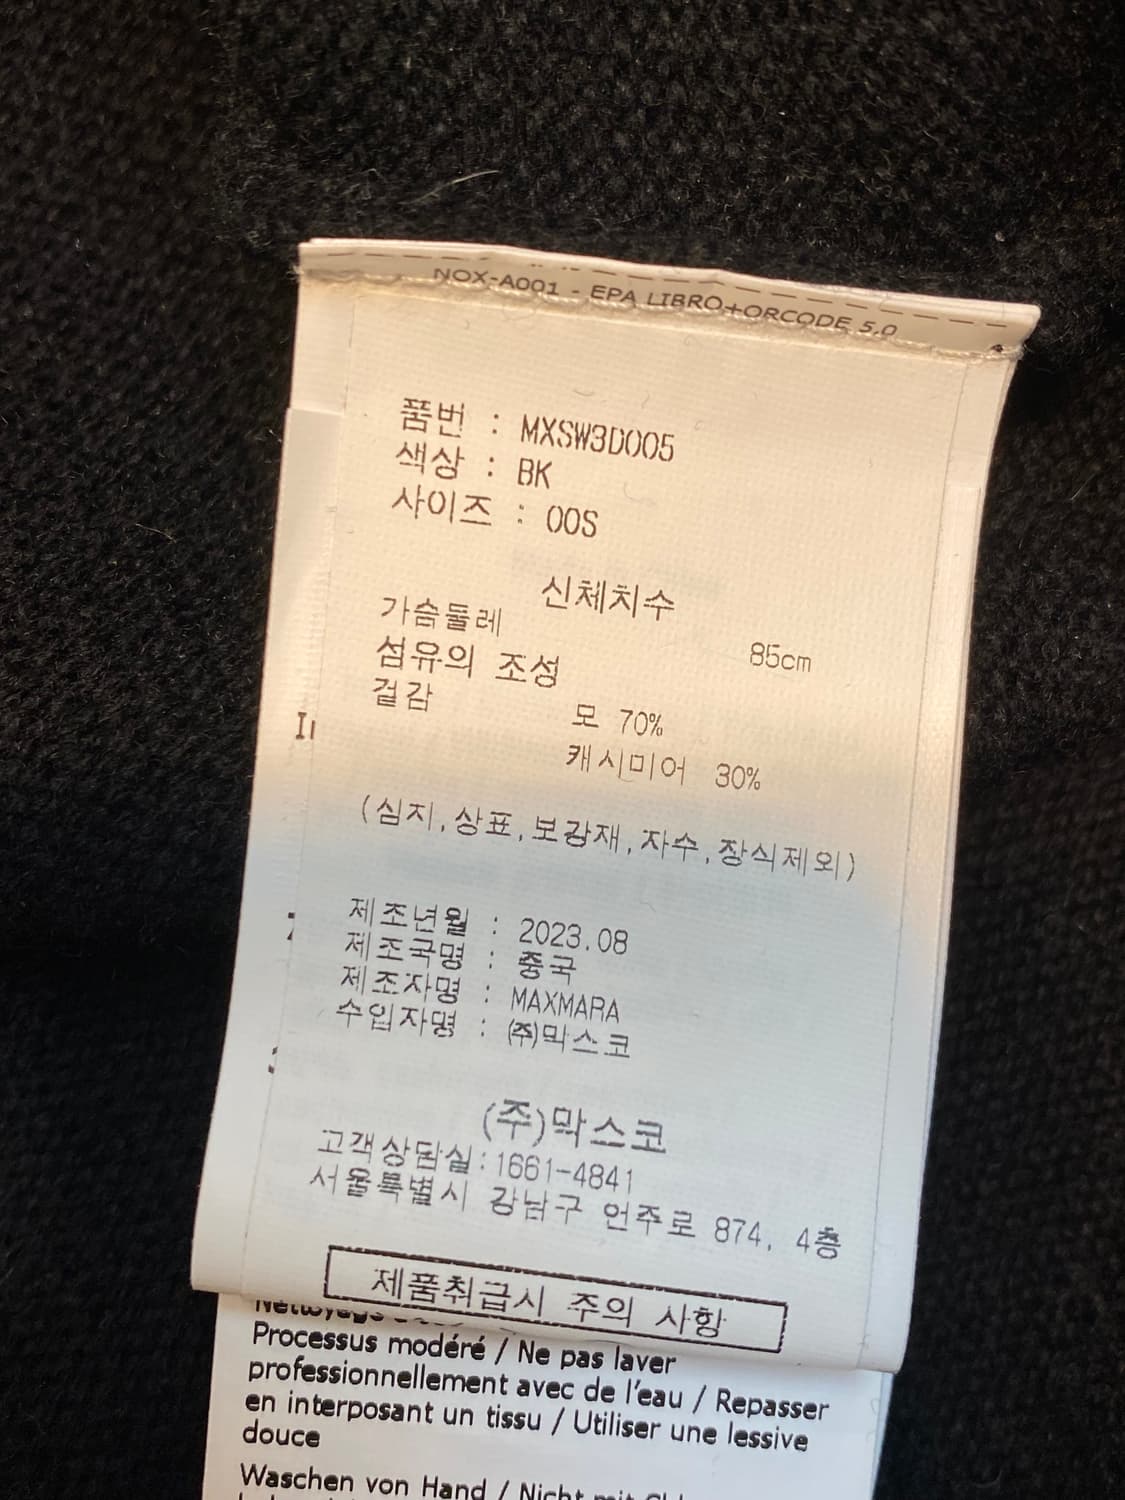 NOX-A001 - EPA LIBRO+QRCODE 5.0
품번 : MXSW3D005
색상 : BK
사이즈 : 00S
신체치수
가슴둘레 85cm
섬유의 조성
겉감 모 70%
캐시미어 30%
(심지,상표,보강재,자수,장식제외)
제조년월 : 2023.08
제조국명 : 중국
제조자명 : MAXMARA
수입자명 : (주)막스코
(주)막스코
고객상담실:1661-4841
서울특별시 강남구 언주로 874, 4층
제품취급시 주의 사항
Nettoyage
Processus modéré / Ne pas laver
professionnellement avec de l'eau / Repasser
en interposant un tissu / Utiliser une lessive
douce
Waschen von Hand / Nicht mit